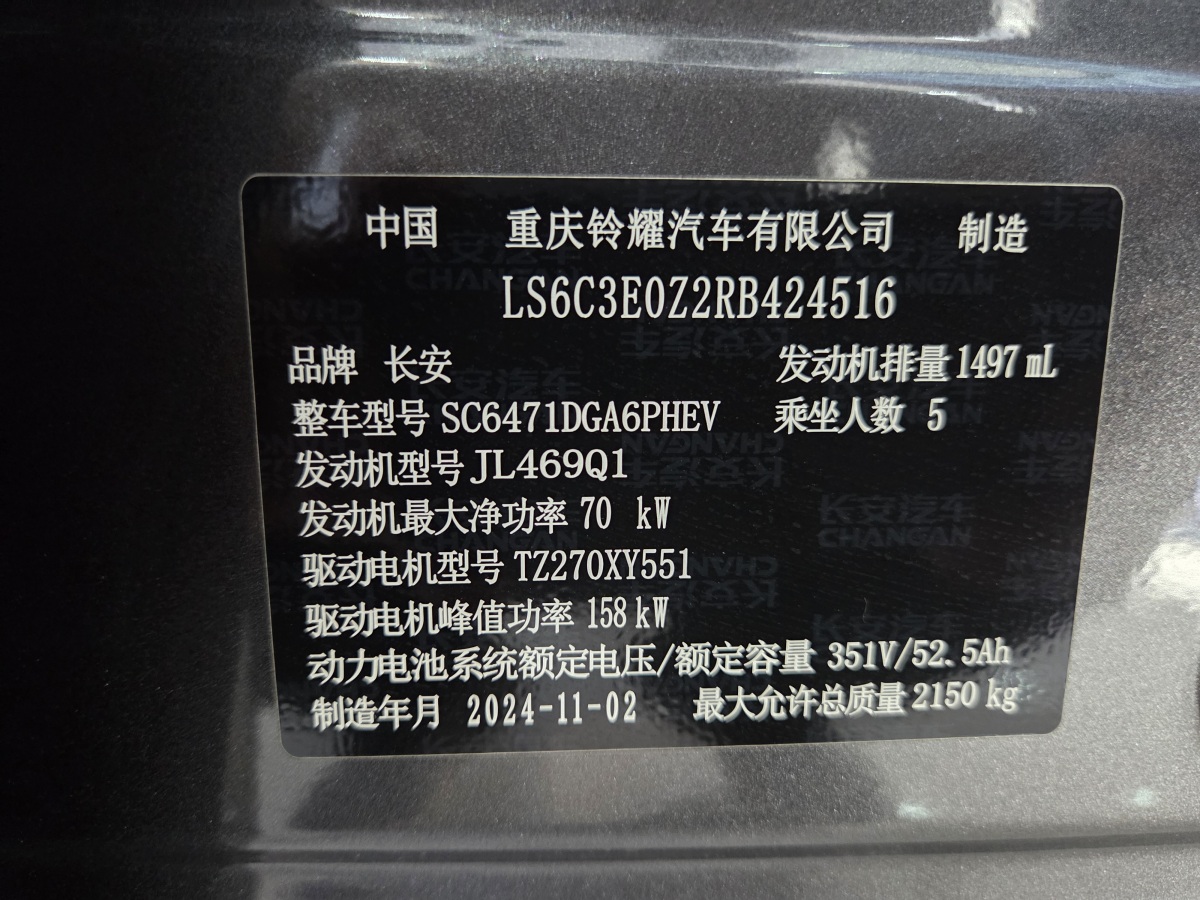 中国 重庆铃耀汽车有限公司 制造
LS6C3E0Z2RB424516
品牌 长安 发动机排量 1497 mL
整车型号 SC6471DGA6PHEV 乘坐人数 5
发动机型号 JL469Q1
发动机最大净功率 70 kW
驱动电机型号 TZ270XY551
驱动电机峰值功率 158 kW
动力电池系统额定电压/额定容量 351V/52.5Ah
制造年月 2024-11-02 最大允许总质量 2150 kg
长安汽车
CHANGAN